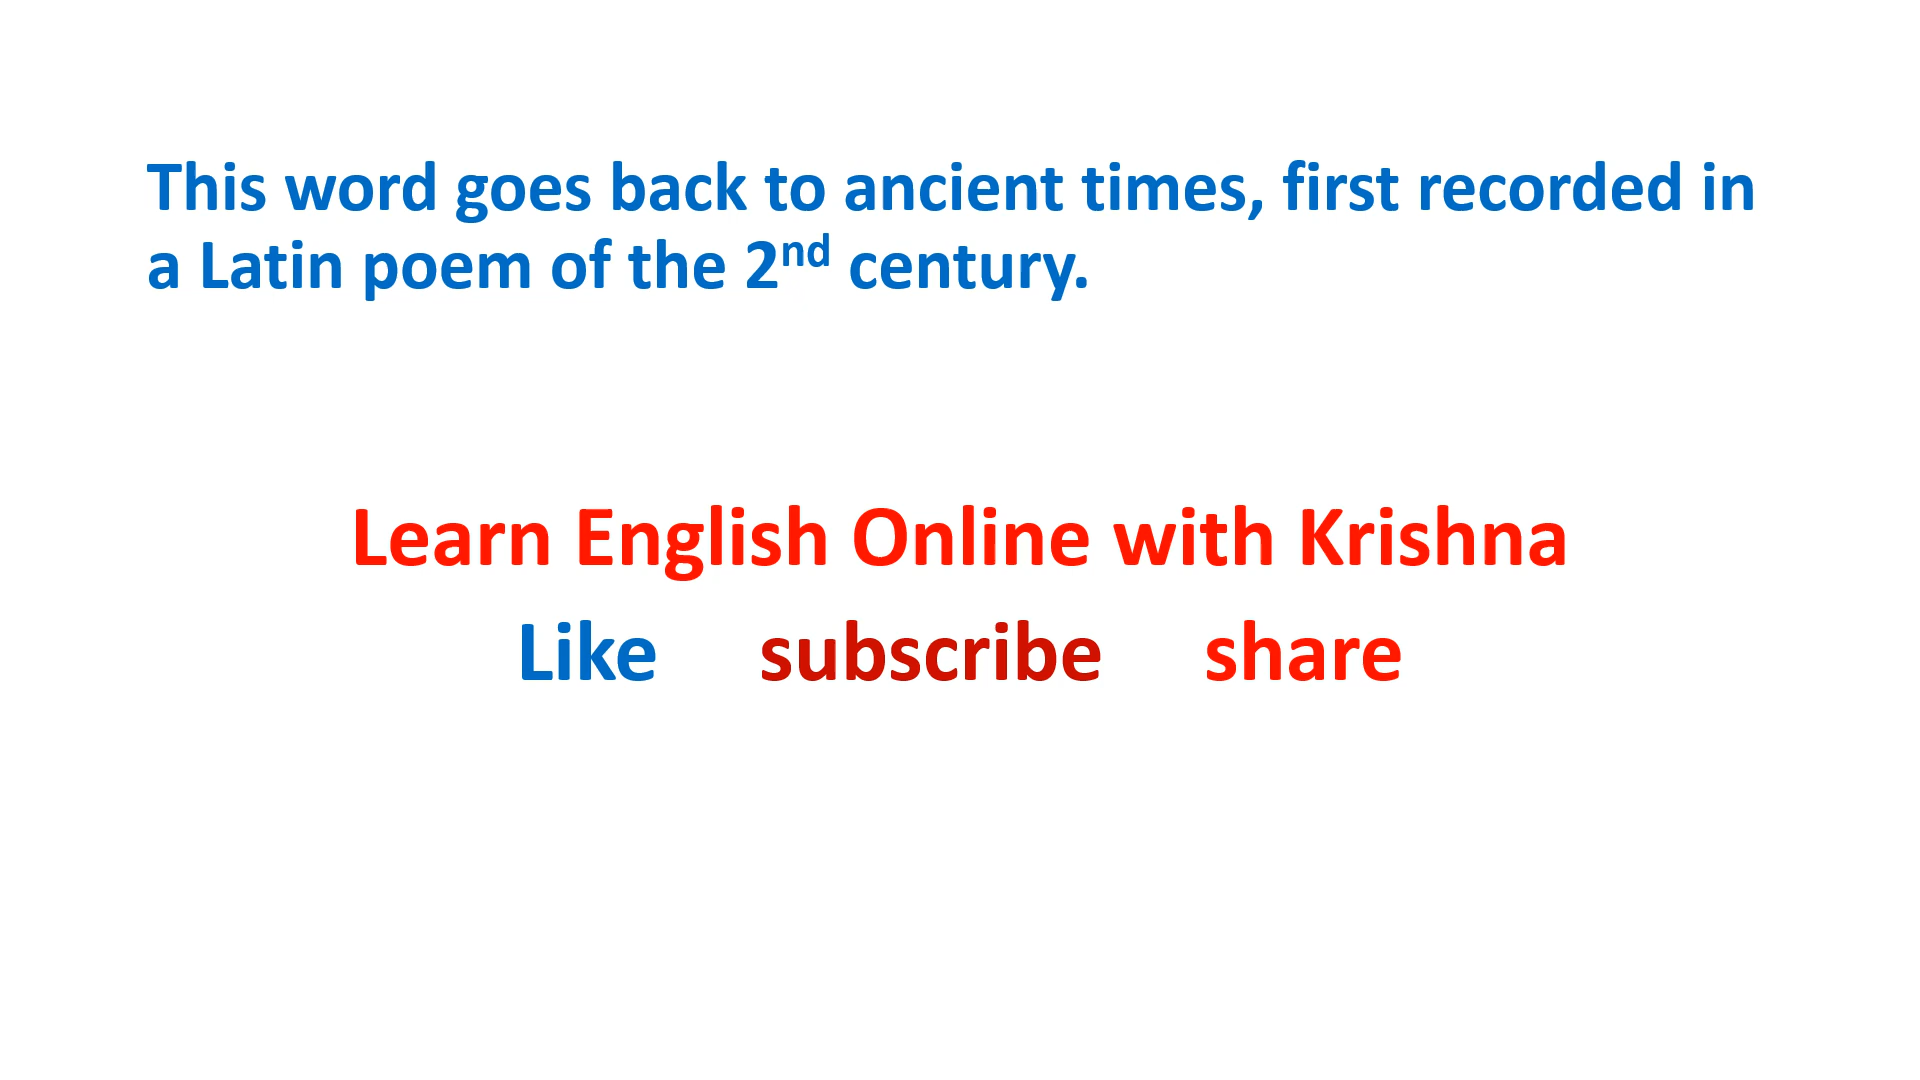 This word goes back to ancient times, first recorded in
a Latin poem of the 2nd century.
Learn English Online with Krishna
Like subscribe share